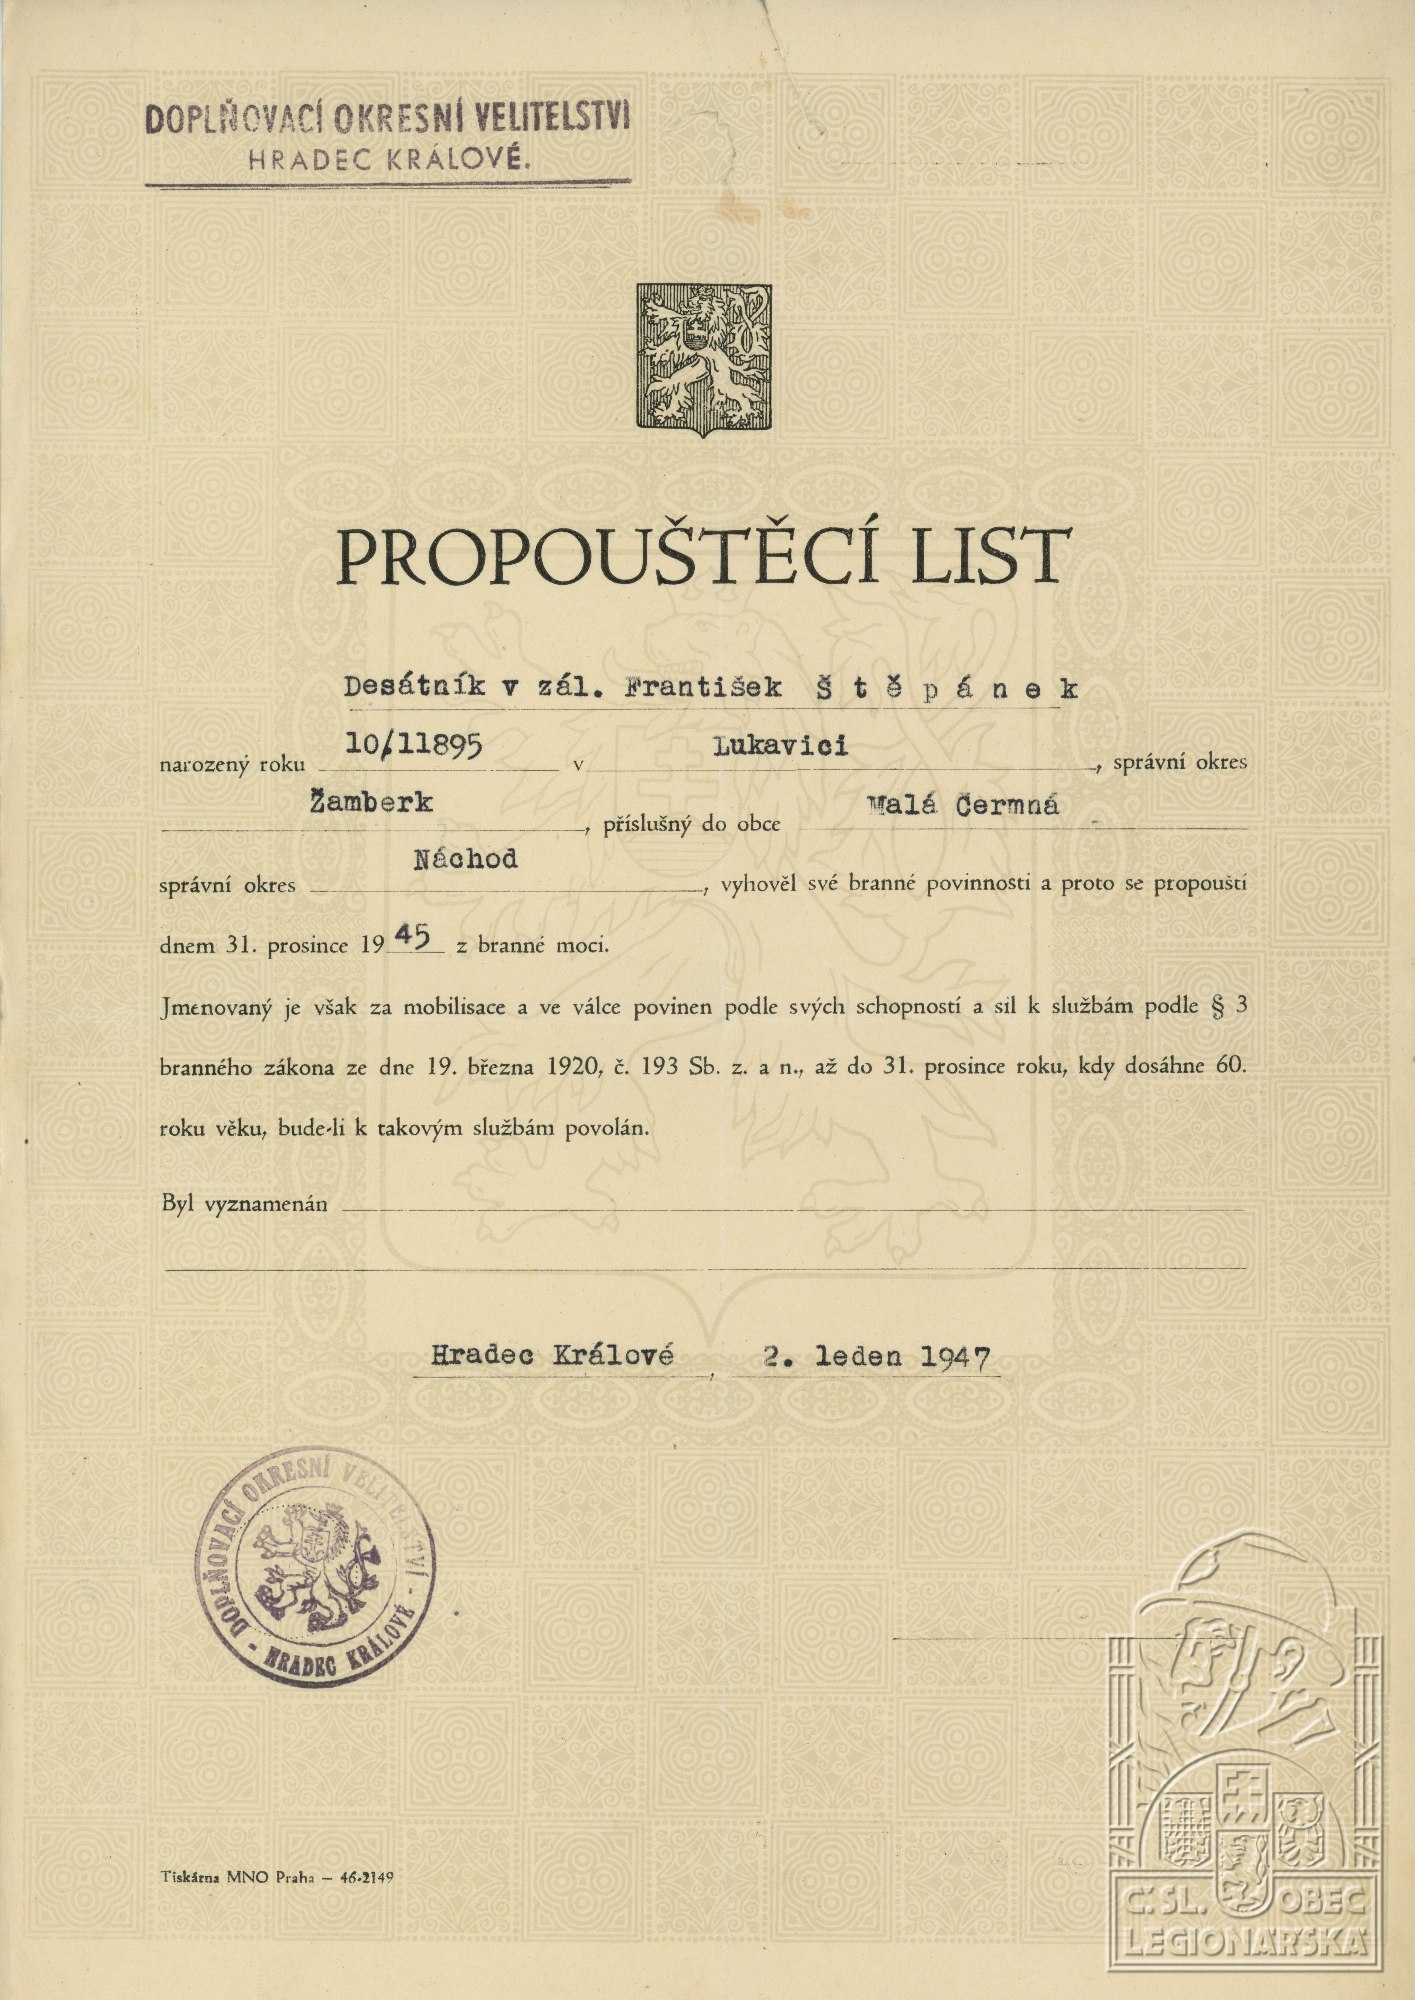 DOPLŇOVACÍ OKRESNÍ VELITELSTVÍ
HRADEC KRÁLOVÉ.
PROPOUŠTĚCÍ LIST
Desátník v zál. František Štěpánek
narozený roku 10/11895 v Lukavici, správní okres
Žamberk, příslušný do obce Malá Čermná
správní okres Náchod, vyhověl své branné povinnosti a proto se propouští
dnem 31. prosince 1945 z branné moci.
Jmenovaný je však za mobilisace a ve válce povinen podle svých schopností a sil k službám podle § 3
branného zákona ze dne 19. března 1920, č. 193 Sb. z. a n., až do 31. prosince roku, kdy dosáhne 60.
roku věku, bude-li k takovým službám povolán.
Byl vyznamenán
Hradec Králové, 2. leden 1947
DOPLŇOVACÍ OKRESNÍ VELITELSTVÍ - HRADEC KRÁLOVÉ -
Tiskárna MNO Praha — 46-2149
Č. SL. OBEC
LEGIONÁŘSKÁ